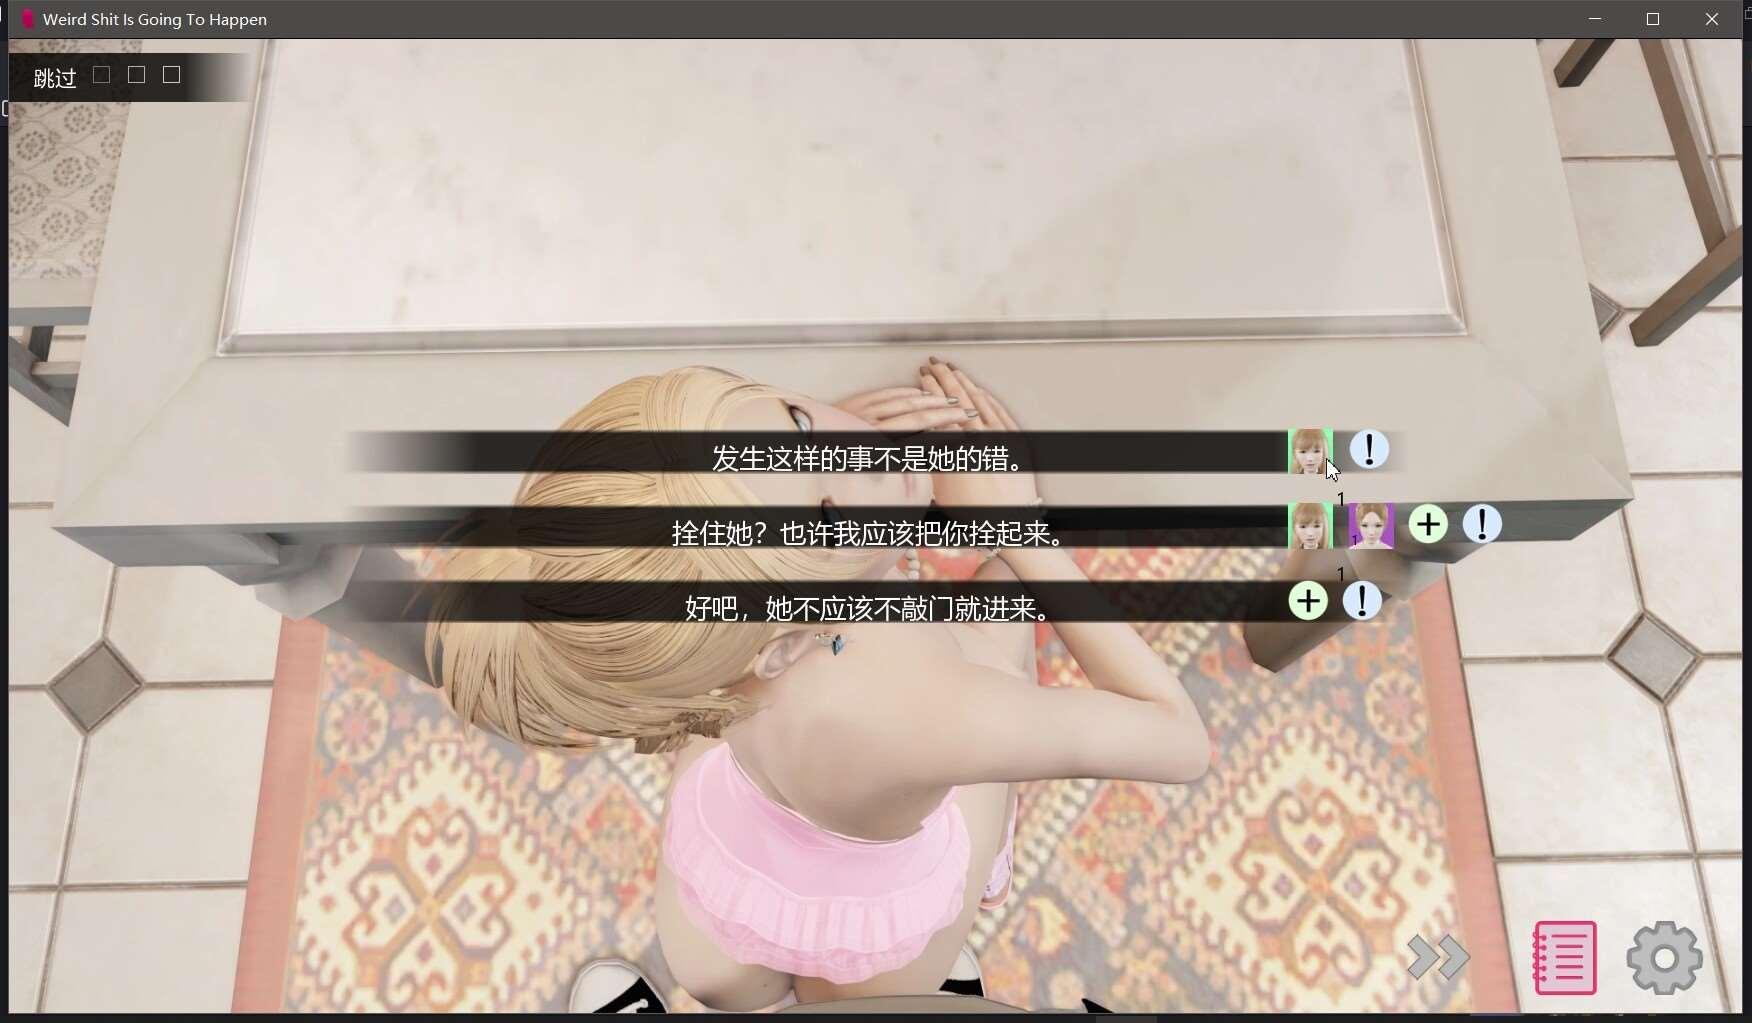 Weird Shit Is Going To Happen
跳过 □ □ □
发生这样的事不是她的错。
1
拴住她？也许我应该把你拴起来。
1
1
好吧，她不应该不敲门就进来。